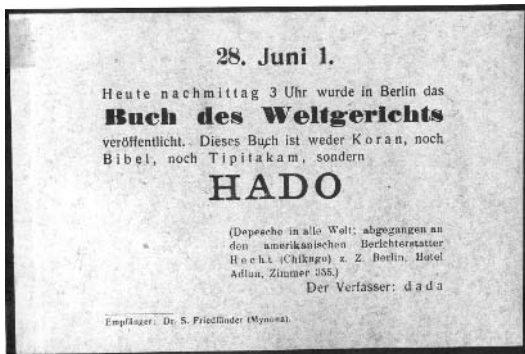 28. Juni 1.
Heute nachmittag 3 Uhr wurde in Berlin das
Buch des Weltgerichts
veröffentlicht. Dieses Buch ist weder Koran, noch
Bibel, noch Tipitakam, sondern
HADO
(Depesche in alle Welt; abgegangen an
den amerikanischen Berichterstatter
Hecht (Chikago) z. Z. Berlin, Hotel
Adlon, Zimmer 355.)
Der Verfasser: dada
Empfänger: Dr. S. Friedländer (Mynona).